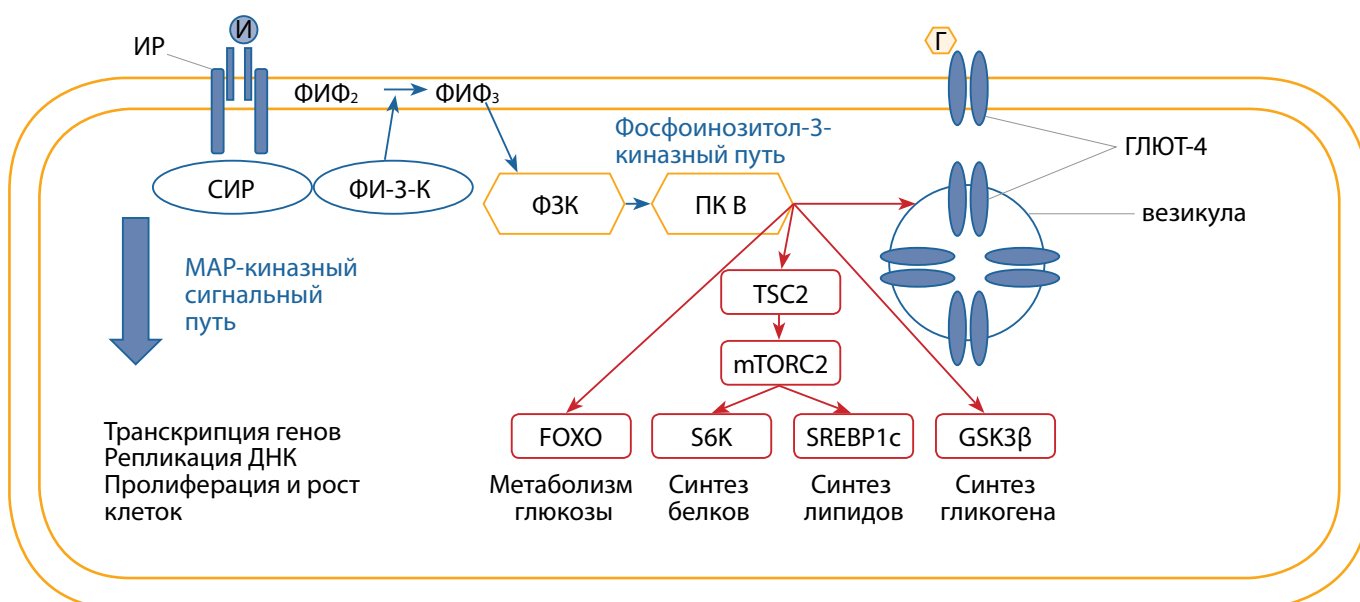 И
ИР
ФИФ₂
ФИФ₃
Г
Фосфоинозитол-3-
киназный путь
ГЛЮТ-4
СИР
ФИ-3-К
ФЗК
ПК В
везикула
МАР-киназный
сигнальный
путь
TSC2
mTORC2
FOXO
S6K
SREBP1c
GSK3β
Транскрипция генов
Репликация ДНК
Пролиферация и рост
клеток
Метаболизм
глюкозы
Синтез
белков
Синтез
липидов
Синтез
гликогена